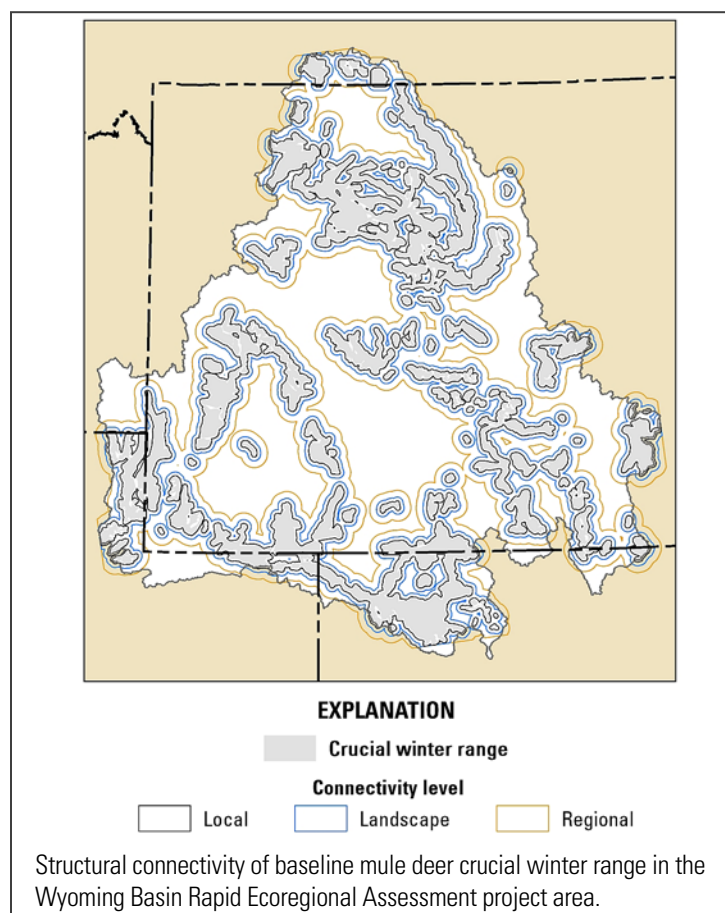 EXPLANATION
Crucial winter range
Connectivity level
Local Landscape Regional
Structural connectivity of baseline mule deer crucial winter range in the
Wyoming Basin Rapid Ecoregional Assessment project area.